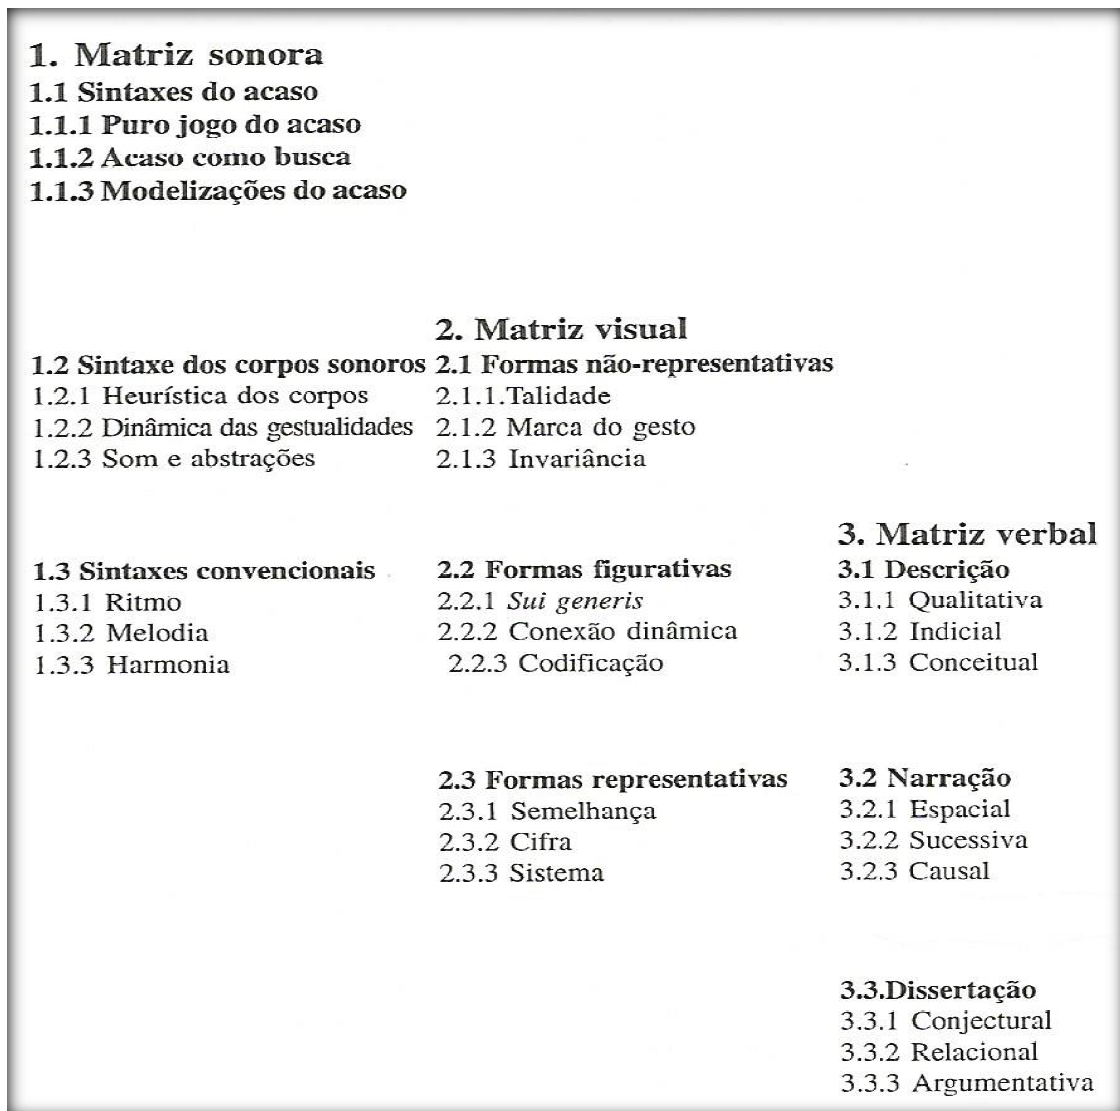 1. Matriz sonora
1.1 Sintaxes do acaso
1.1.1 Puro jogo do acaso
1.1.2 Acaso como busca
1.1.3 Modelizações do acaso
1.2 Sintaxe dos corpos sonoros
1.2.1 Heurística dos corpos
1.2.2 Dinâmica das gestualidades
1.2.3 Som e abstrações
1.3 Sintaxes convencionais
1.3.1 Ritmo
1.3.2 Melodia
1.3.3 Harmonia
2. Matriz visual
2.1 Formas não-representativas
2.1.1.Talidade
2.1.2 Marca do gesto
2.1.3 Invariância
2.2 Formas figurativas
2.2.1 Sui generis
2.2.2 Conexão dinâmica
2.2.3 Codificação
2.3 Formas representativas
2.3.1 Semelhança
2.3.2 Cifra
2.3.3 Sistema
3. Matriz verbal
3.1 Descrição
3.1.1 Qualitativa
3.1.2 Indicial
3.1.3 Conceitual
3.2 Narração
3.2.1 Espacial
3.2.2 Sucessiva
3.2.3 Causal
3.3.Dissertação
3.3.1 Conjectural
3.3.2 Relacional
3.3.3 Argumentativa